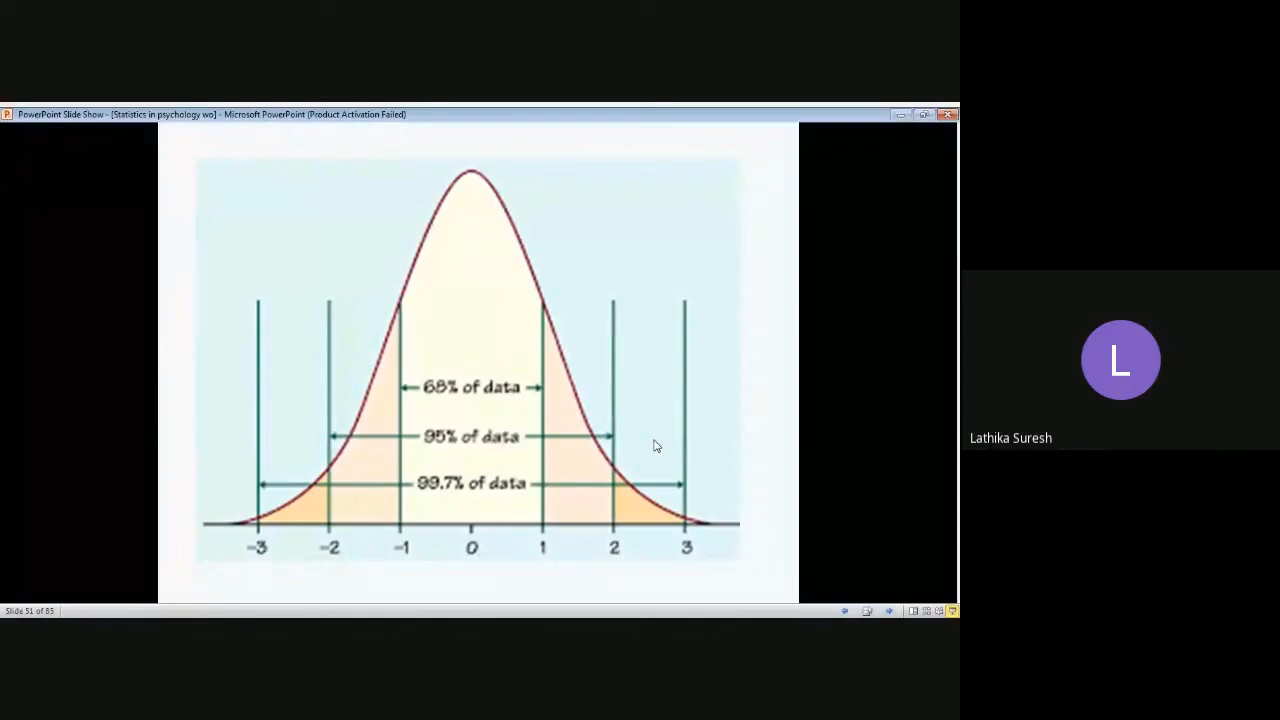 PowerPoint Slide Show - [Statistics in psychology wo] - Microsoft PowerPoint (Product Activation Failed)
68% of data
95% of data
99.7% of data
-3 -2 -1 0 1 2 3
Slide 51 of 85
L
Lathika Suresh